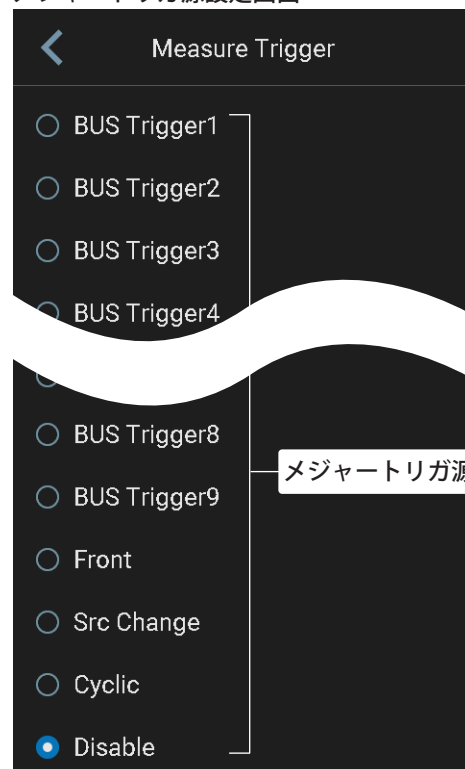 Measure Trigger
BUS Trigger1
BUS Trigger2
BUS Trigger3
BUS Trigger4
BUS Trigger8
メジャートリガ源
BUS Trigger9
Front
Src Change
Cyclic
Disable